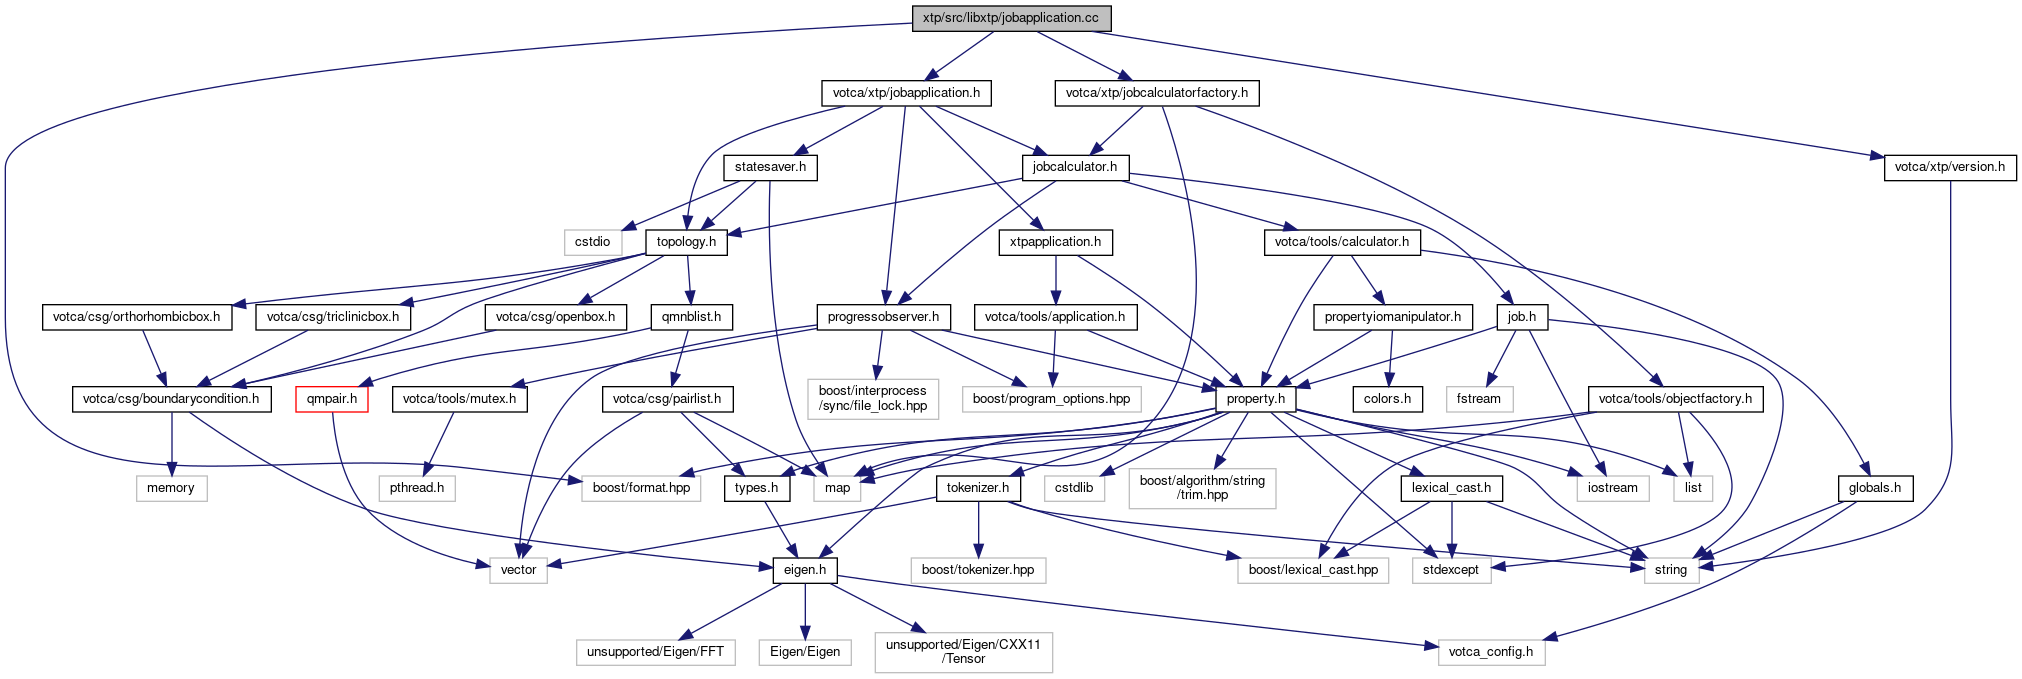 xtp/src/libxtp/jobapplication.cc
votca/xtp/jobapplication.h
votca/xtp/jobcalculatorfactory.h
statesaver.h
jobcalculator.h
votca/xtp/version.h
cstdio
topology.h
xtpapplication.h
votca/tools/calculator.h
votca/csg/orthorhombicbox.h
votca/csg/triclinicbox.h
votca/csg/openbox.h
qmnblist.h
progressobserver.h
votca/tools/application.h
propertyiomanipulator.h
job.h
votca/csg/boundarycondition.h
qmpair.h
votca/tools/mutex.h
votca/csg/pairlist.h
boost/interprocess
/sync/file_lock.hpp
boost/program_options.hpp
property.h
colors.h
fstream
votca/tools/objectfactory.h
memory
pthread.h
boost/format.hpp
types.h
map
tokenizer.h
cstdlib
boost/algorithm/string
/trim.hpp
lexical_cast.h
iostream
list
globals.h
vector
eigen.h
boost/tokenizer.hpp
boost/lexical_cast.hpp
stdexcept
string
unsupported/Eigen/FFT
Eigen/Eigen
unsupported/Eigen/CXX11
/Tensor
votca_config.h